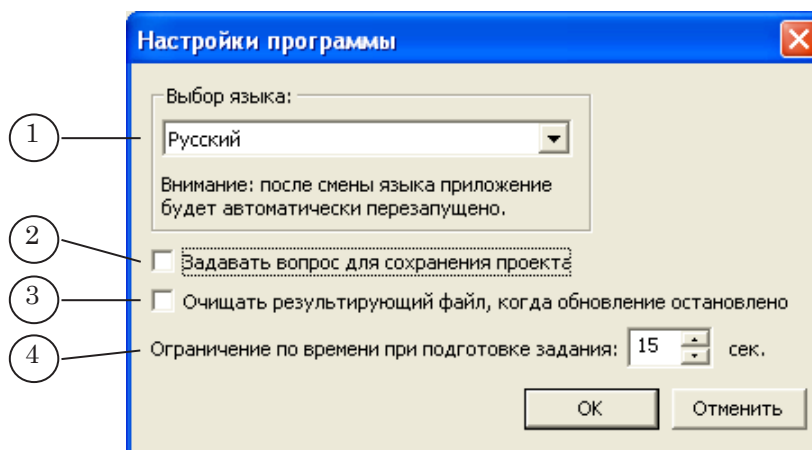 Настройки программы
Выбор языка:
1
Русский
Внимание: после смены языка приложение
будет автоматически перезапущено.
2
Задавать вопрос для сохранения проекта
3
Очищать результирующий файл, когда обновление остановлено
4
Ограничение по времени при подготовке задания: 15 сек.
ОК Отменить